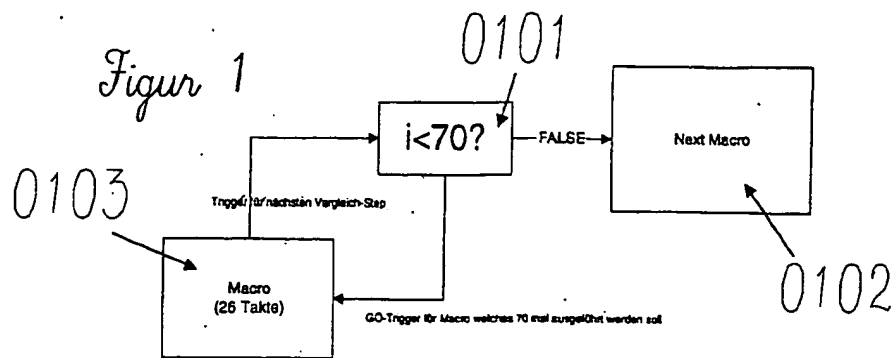 Figur 1
0101
i<70?
FALSE
Next Macro
0103
Trigger für nächsten Vergleich-Step
Macro
(26 Takte)
0102
GO-Trigger für Macro welches 70 mal ausgeführt werden soll